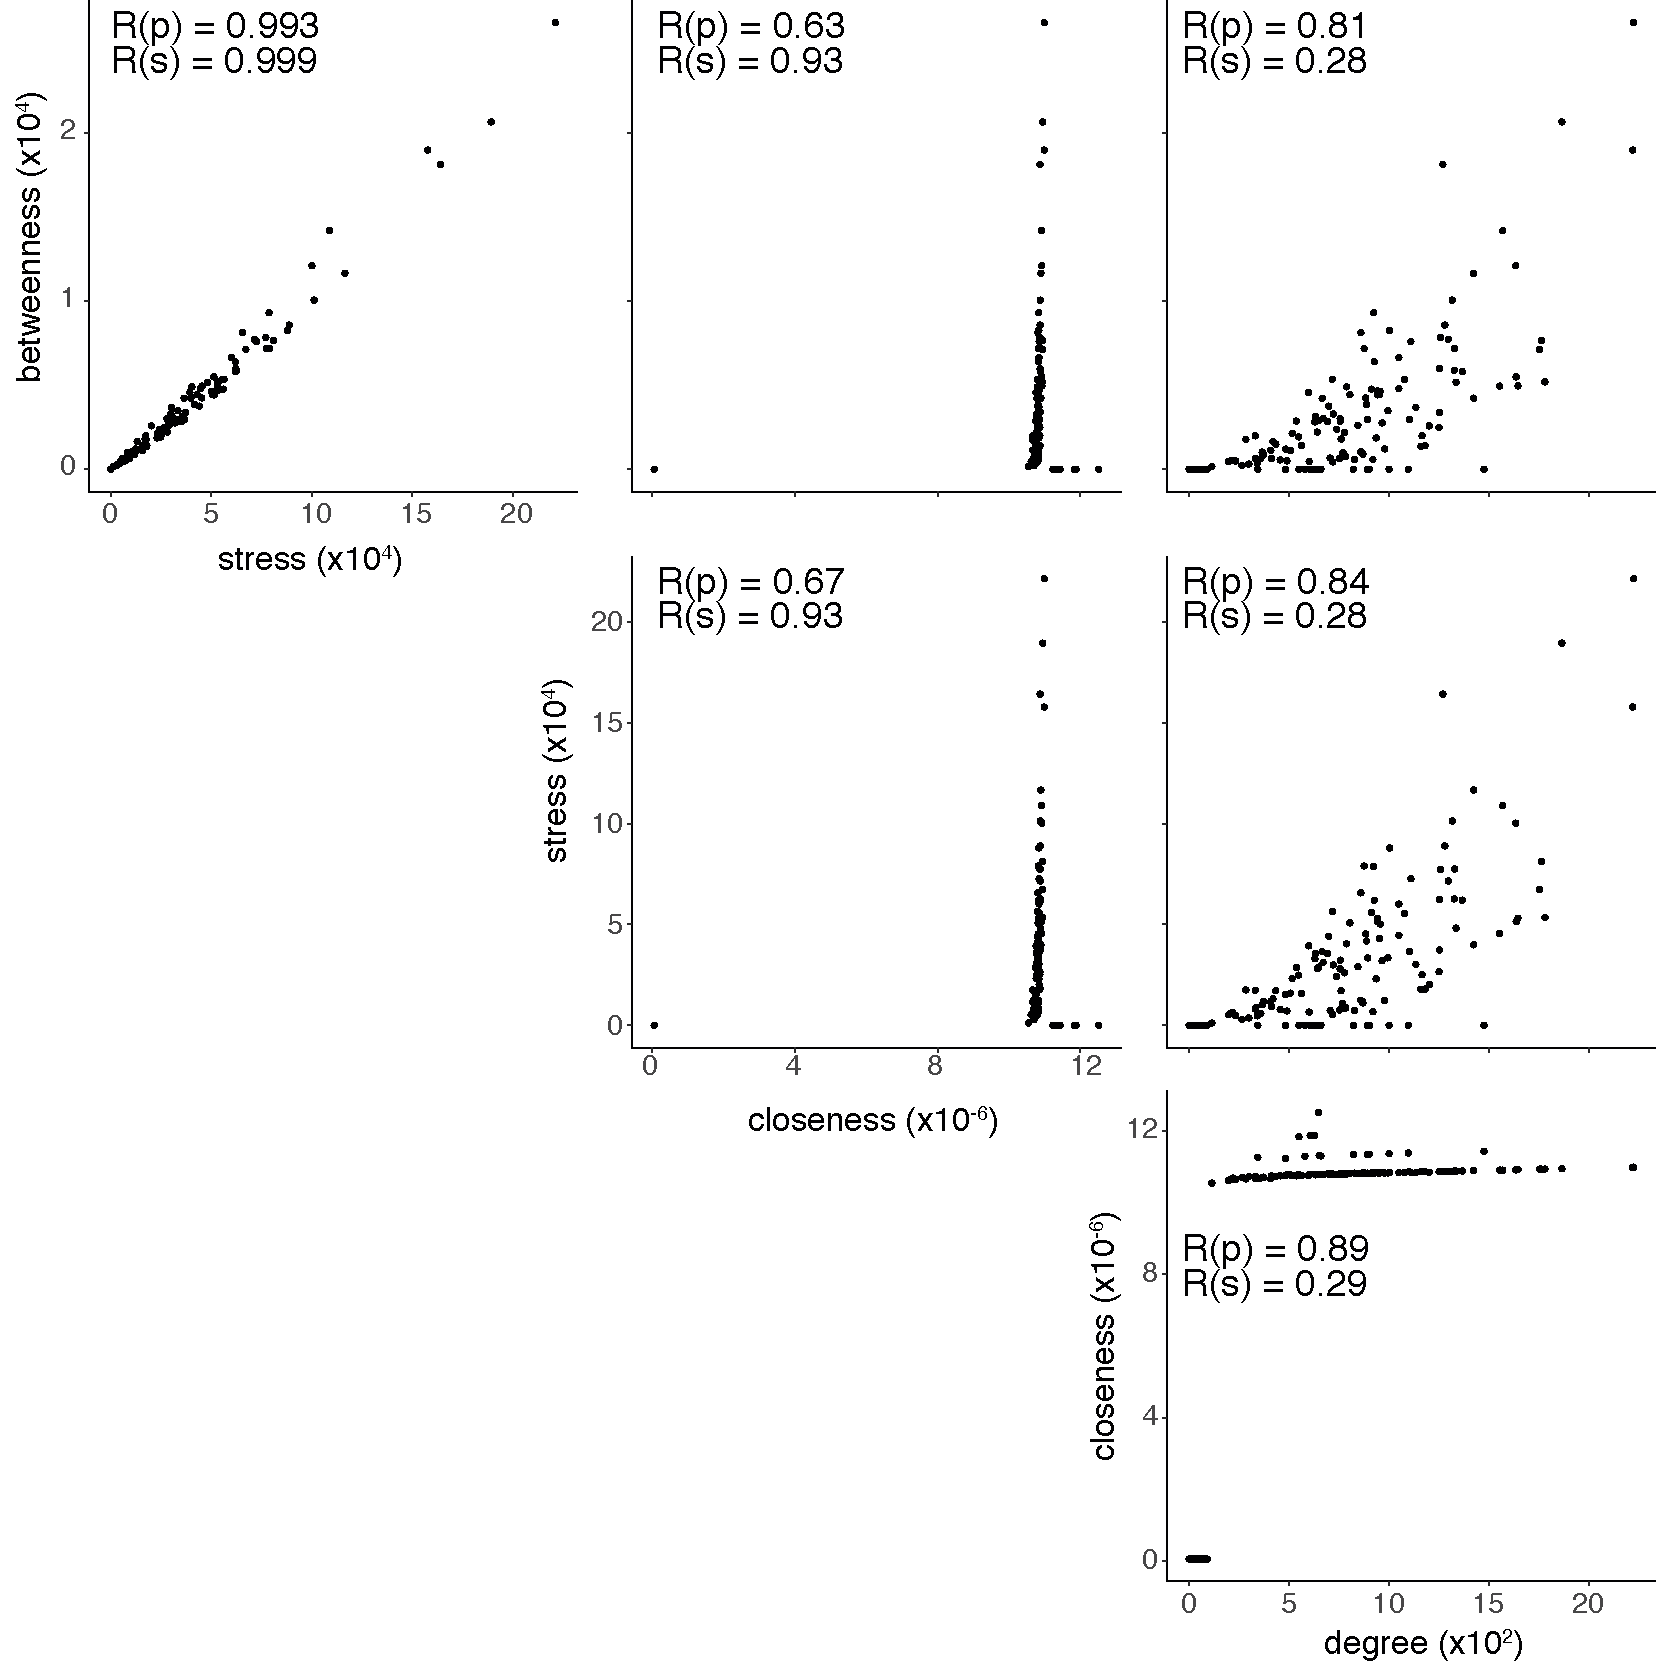 R(p) = 0.993
R(s) = 0.999
R(p) = 0.63
R(s) = 0.93
R(p) = 0.81
R(s) = 0.28
betweenness (x10⁴)
2
1
0
0 5 10 15 20
stress (x10⁴)
R(p) = 0.67
R(s) = 0.93
R(p) = 0.84
R(s) = 0.28
stress (x10⁴)
20
15
10
5
0
0 4 8 12
closeness (x10⁻⁶)
closeness (x10⁻⁶)
12
8
4
0
R(p) = 0.89
R(s) = 0.29
0 5 10 15 20
degree (x10²)